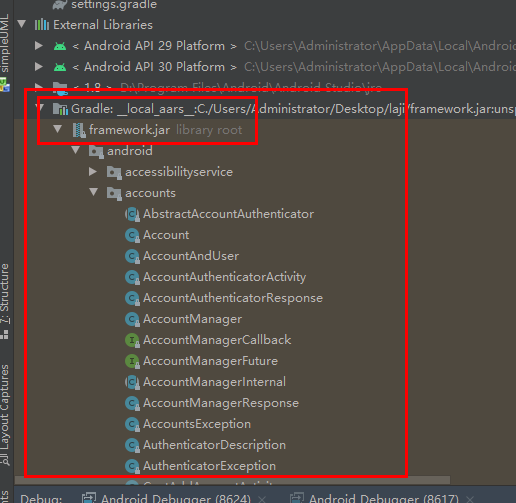 settings.gradle
External Libraries
< Android API 29 Platform > C:\Users\Administrator\AppData\Local\Androi
< Android API 30 Platform > C:\Users\Administrator\AppData\Local\Androi
< 1.8 > D:\Program Files\Android\Android Studio\jre
Gradle: __local_aars__:C:/Users/Administrator/Desktop/laji/framework.jar:unsp
framework.jar library root
android
accessibilityservice
accounts
AbstractAccountAuthenticator
Account
AccountAndUser
AccountAuthenticatorActivity
AccountAuthenticatorResponse
AccountManager
AccountManagerCallback
AccountManagerFuture
AccountManagerInternal
AccountManagerResponse
AccountsException
AuthenticatorDescription
AuthenticatorException
Debug: Android Debugger (8624) × Android Debugger (8617) ×
simpleUML
7: Structure
Layout Captures